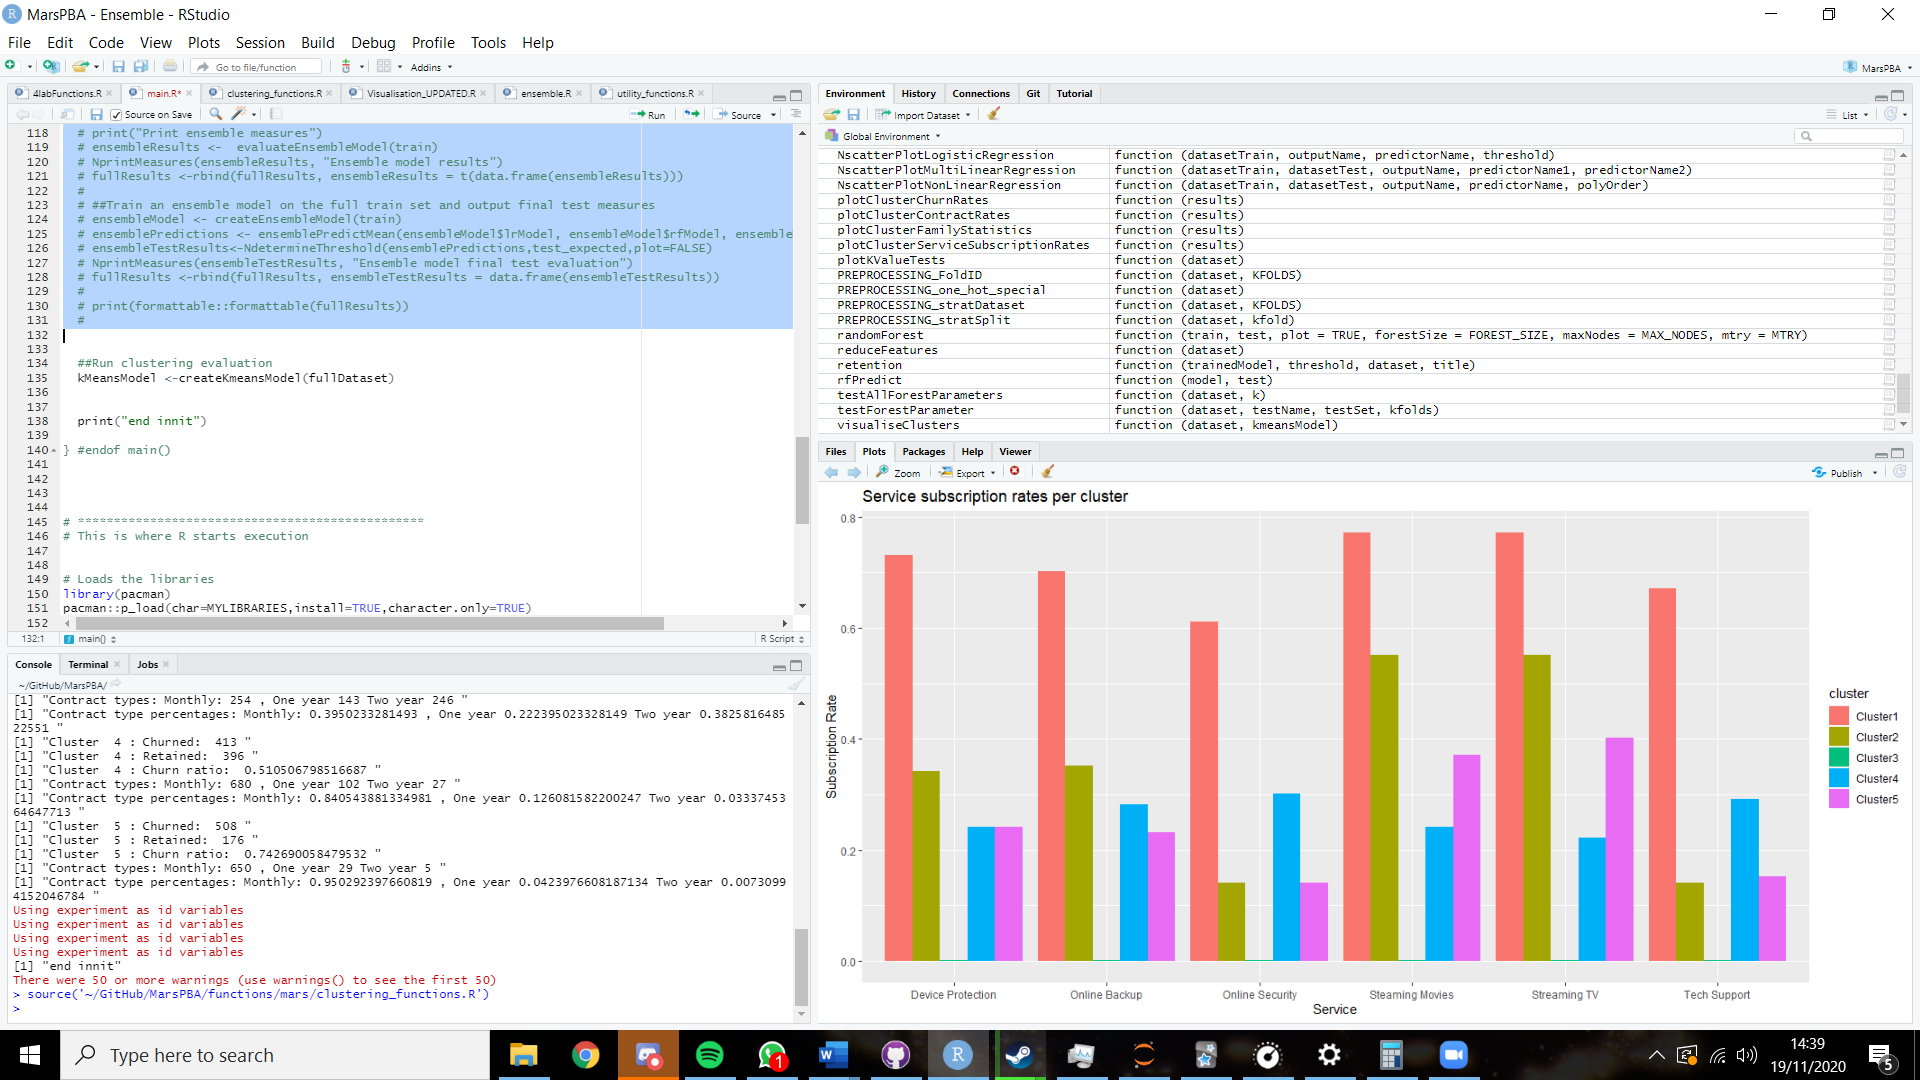 MarsPBA - Ensemble - RStudio
File Edit Code View Plots Session Build Debug Profile Tools Help
Go to file/function
Addins
MarsPBA
4labFunctions.R
main.R*
clustering_functions.R
Visualisation_UPDATED.R
ensemble.R
utility_functions.R
Source on Save
Run
Source
118 # print("Print ensemble measures")
119 # ensembleResults <- evaluateEnsembleModel(train)
120 # NprintMeasures(ensembleResults, "Ensemble model results")
121 # fullResults <-rbind(fullResults, ensembleResults = t(data.frame(ensembleResults)))
122 #
123 # ##Train an ensemble model on the full train set and output final test measures
124 # ensembleModel <- createEnsembleModel(train)
125 # ensemblePredictions <- ensemblePredictMean(ensembleModel$lrModel, ensembleModel$rfModel, ensemble
126 # ensembleTestResults<-NdetermineThreshold(ensemblePredictions,test_expected,plot=FALSE)
127 # NprintMeasures(ensembleTestResults, "Ensemble model final test evaluation")
128 # fullResults <-rbind(fullResults, ensembleTestResults = data.frame(ensembleTestResults))
129 #
130 # print(formattable::formattable(fullResults))
131 #
132
133
134 ##Run clustering evaluation
135 kMeansModel <-createKmeansModel(fullDataset)
136
137
138 print("end innit")
139
140 } #endof main()
141
142
143
144
145 # ************************************************
146 # This is where R starts execution
147
148
149 # Loads the libraries
150 library(pacman)
151 pacman::p_load(char=MYLIBRARIES,install=TRUE,character.only=TRUE)
152
132:1 main() R Script
Console Terminal Jobs
~/GitHub/MarsPBA/
[1] "Contract types: Monthly: 254 , One year 143 Two year 246 "
[1] "Contract type percentages: Monthly: 0.3950233281493 , One year 0.222395023328149 Two year 0.3825816485
22551 "
[1] "Cluster 4 : Churned: 413 "
[1] "Cluster 4 : Retained: 396 "
[1] "Cluster 4 : Churn ratio: 0.510506798516687 "
[1] "Contract types: Monthly: 680 , One year 102 Two year 27 "
[1] "Contract type percentages: Monthly: 0.840543881334981 , One year 0.126081582200247 Two year 0.03337453
64647713 "
[1] "Cluster 5 : Churned: 508 "
[1] "Cluster 5 : Retained: 176 "
[1] "Cluster 5 : Churn ratio: 0.742690058479532 "
[1] "Contract types: Monthly: 650 , One year 29 Two year 5 "
[1] "Contract type percentages: Monthly: 0.950292397660819 , One year 0.0423976608187134 Two year 0.0073099
4152046784 "
Using experiment as id variables
Using experiment as id variables
Using experiment as id variables
Using experiment as id variables
[1] "end innit"
There were 50 or more warnings (use warnings() to see the first 50)
> source('~/GitHub/MarsPBA/functions/mars/clustering_functions.R')
>
Environment History Connections Git Tutorial
Import Dataset
List
Global Environment
NscatterPlotLogisticRegression function (datasetTrain, outputName, predictorName, threshold)
NscatterPlotMultiLinearRegression function (datasetTrain, datasetTest, outputName, predictorName1, predictorName2)
NscatterPlotNonLinearRegression function (datasetTrain, datasetTest, outputName, predictorName, polyOrder)
plotClusterChurnRates function (results)
plotClusterContractRates function (results)
plotClusterFamilyStatistics function (results)
plotClusterServiceSubscriptionRates function (results)
plotKValueTests function (dataset)
PREPROCESSING_FoldID function (dataset, KFOLDS)
PREPROCESSING_one_hot_special function (dataset)
PREPROCESSING_stratDataset function (dataset, KFOLDS)
PREPROCESSING_stratSplit function (dataset, kfold)
randomForest function (train, test, plot = TRUE, forestSize = FOREST_SIZE, maxNodes = MAX_NODES, mtry = MTRY)
reduceFeatures function (dataset)
retention function (trainedModel, threshold, dataset, title)
rfPredict function (model, test)
testAllForestParameters function (dataset, k)
testForestParameter function (dataset, testName, testSet, kfolds)
visualiseClusters function (dataset, kmeansModel)
Files Plots Packages Help Viewer
Zoom Export Publish
Service subscription rates per cluster
0.8
0.6
0.4
0.2
0.0
Subscription Rate
Device Protection
Online Backup
Online Security
Steaming Movies
Streaming TV
Tech Support
Service
cluster
Cluster1
Cluster2
Cluster3
Cluster4
Cluster5
Type here to search
1
14:39
19/11/2020
5